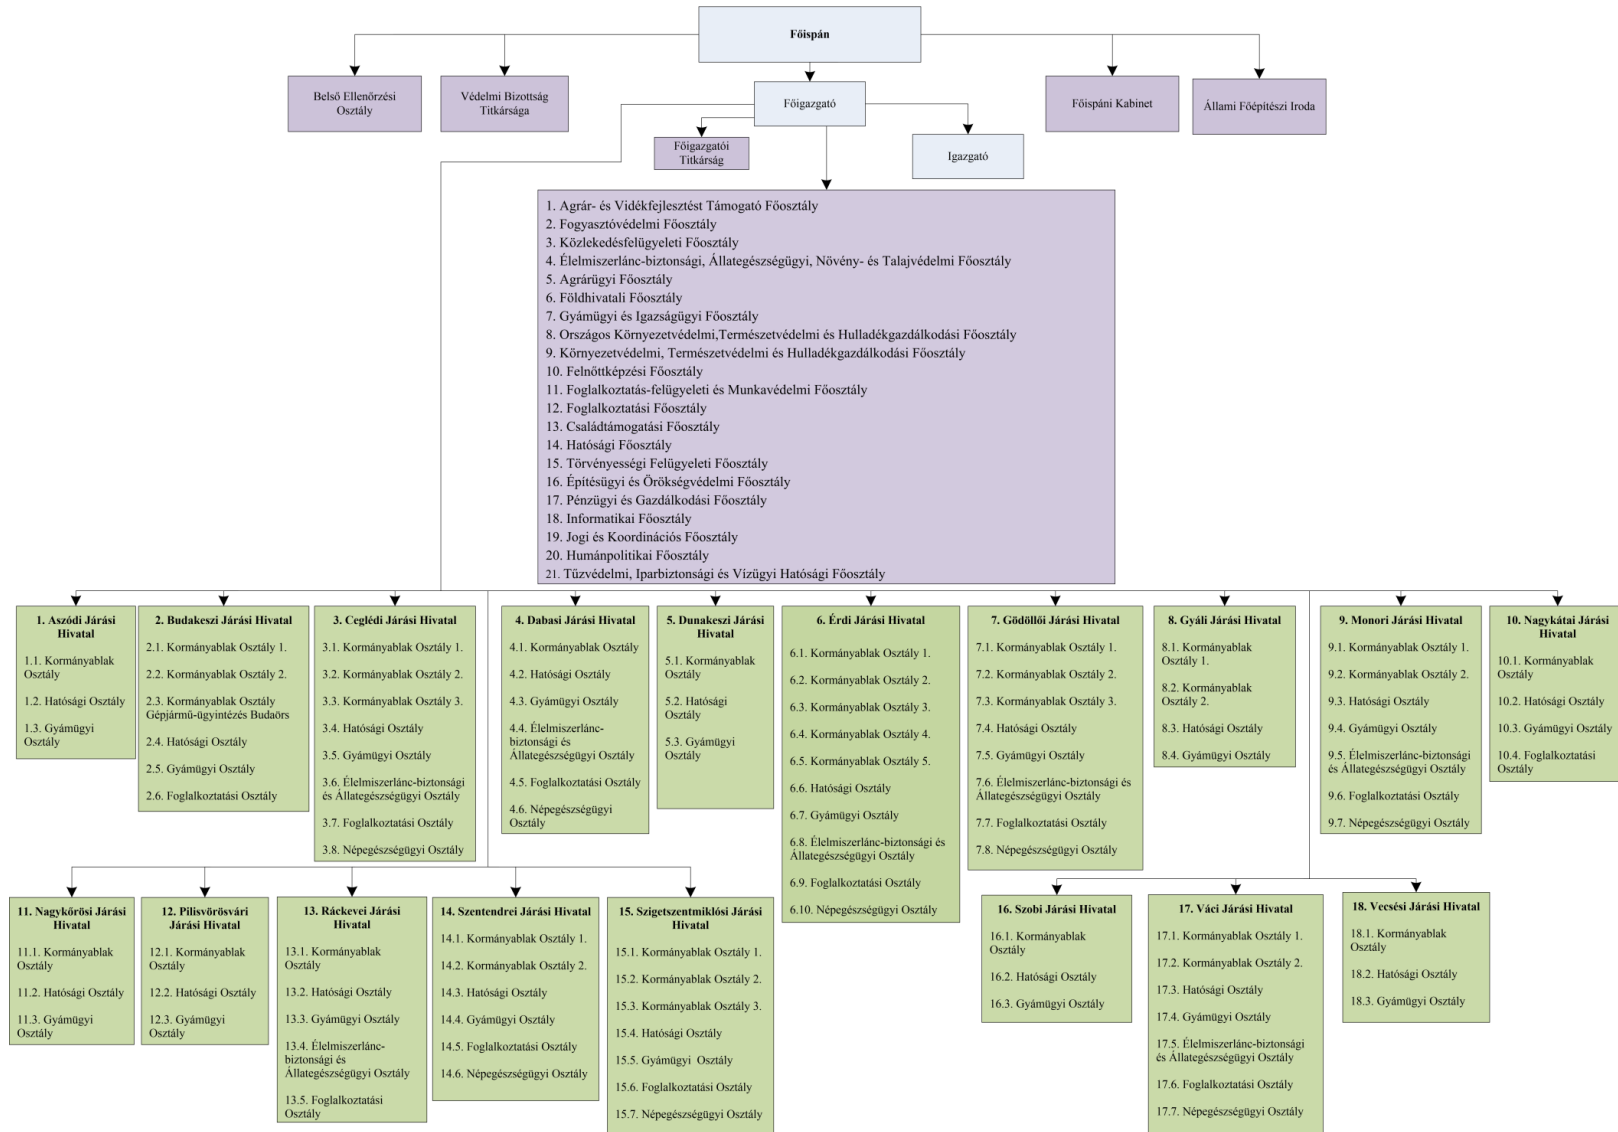 Főispán
Belső Ellenőrzési
Osztály
Védelmi Bizottság
Titkársága
Főigazgató
Főispáni Kabinet
Állami Főépítészi Iroda
Főigazgatói
Titkárság
Igazgató
1. Agrár- és Vidékfejlesztést Támogató Főosztály
2. Fogyasztóvédelmi Főosztály
3. Közlekedésfelügyeleti Főosztály
4. Élelmiszerlánc-biztonsági, Állategészségügyi, Növény- és Talajvédelmi Főosztály
5. Agrárügyi Főosztály
6. Földhivatali Főosztály
7. Gyámügyi és Igazságügyi Főosztály
8. Országos Környezetvédelmi,Természetvédelmi és Hulladékgazdálkodási Főosztály
9. Környezetvédelmi, Természetvédelmi és Hulladékgazdálkodási Főosztály
10. Felnőttképzési Főosztály
11. Foglalkoztatás-felügyeleti és Munkavédelmi Főosztály
12. Foglalkoztatási Főosztály
13. Családtámogatási Főosztály
14. Hatósági Főosztály
15. Törvényességi Felügyeleti Főosztály
16. Építésügyi és Örökségvédelmi Főosztály
17. Pénzügyi és Gazdálkodási Főosztály
18. Informatikai Főosztály
19. Jogi és Koordinációs Főosztály
20. Humánpolitikai Főosztály
21. Tűzvédelmi, Iparbiztonsági és Vízügyi Hatósági Főosztály
1. Aszódi Járási
Hivatal
1.1. Kormányablak
Osztály
1.2. Hatósági Osztály
1.3. Gyámügyi
Osztály
2. Budakeszi Járási Hivatal
2.1. Kormányablak Osztály 1.
2.2. Kormányablak Osztály 2.
2.3. Kormányablak Osztály
Gépjármű-ügyintézés Budaörs
2.4. Hatósági Osztály
2.5. Gyámügyi Osztály
2.6. Foglalkoztatási Osztály
3. Ceglédi Járási Hivatal
3.1. Kormányablak Osztály 1.
3.2. Kormányablak Osztály 2.
3.3. Kormányablak Osztály 3.
3.4. Hatósági Osztály
3.5. Gyámügyi Osztály
3.6. Élelmiszerlánc-biztonsági
és Állategészségügyi Osztály
3.7. Foglalkoztatási Osztály
3.8. Népegészségügyi Osztály
4. Dabasi Járási Hivatal
4.1. Kormányablak Osztály
4.2. Hatósági Osztály
4.3. Gyámügyi Osztály
4.4. Élelmiszerlánc-
biztonsági és
Állategészségügyi Osztály
4.5. Foglalkoztatási Osztály
4.6. Népegészségügyi
Osztály
5. Dunakeszi Járási
Hivatal
5.1. Kormányablak
Osztály
5.2. Hatósági
Osztály
5.3. Gyámügyi
Osztály
6. Érdi Járási Hivatal
6.1. Kormányablak Osztály 1.
6.2. Kormányablak Osztály 2.
6.3. Kormányablak Osztály 3.
6.4. Kormányablak Osztály 4.
6.5. Kormányablak Osztály 5.
6.6. Hatósági Osztály
6.7. Gyámügyi Osztály
6.8. Élelmiszerlánc-biztonsági és
Állategészségügyi Osztály
6.9. Foglalkoztatási Osztály
6.10. Népegészségügyi Osztály
7. Gödöllői Járási Hivatal
7.1. Kormányablak Osztály 1.
7.2. Kormányablak Osztály 2.
7.3. Kormányablak Osztály 3.
7.4. Hatósági Osztály
7.5. Gyámügyi Osztály
7.6. Élelmiszerlánc-biztonsági és
Állategészségügyi Osztály
7.7. Foglalkoztatási Osztály
7.8. Népegészségügyi Osztály
8. Gyáli Járási Hivatal
8.1. Kormányablak
Osztály 1.
8.2. Kormányablak
Osztály 2.
8.3. Hatósági Osztály
8.4. Gyámügyi Osztály
9. Monori Járási Hivatal
9.1. Kormányablak Osztály 1.
9.2. Kormányablak Osztály 2.
9.3. Hatósági Osztály
9.4. Gyámügyi Osztály
9.5. Élelmiszerlánc-biztonsági
és Állategészségügyi Osztály
9.6. Foglalkoztatási Osztály
9.7. Népegészségügyi Osztály
10. Nagykátai Járási
Hivatal
10.1. Kormányablak
Osztály
10.2. Hatósági Osztály
10.3. Gyámügyi Osztály
10.4. Foglalkoztatási
Osztály
11. Nagykőrösi Járási
Hivatal
11.1. Kormányablak
Osztály
11.2. Hatósági Osztály
11.3. Gyámügyi
Osztály
12. Pilisvörösvári
Járási Hivatal
12.1. Kormányablak
Osztály
12.2. Hatósági Osztály
12.3. Gyámügyi
Osztály
13. Ráckevei Járási
Hivatal
13.1. Kormányablak
Osztály
13.2. Hatósági Osztály
13.3. Gyámügyi Osztály
13.4. Élelmiszerlánc-
biztonsági és
Állategészségügyi Osztály
13.5. Foglalkoztatási
Osztály
14. Szentendrei Járási Hivatal
14.1. Kormányablak Osztály 1.
14.2. Kormányablak Osztály 2.
14.3. Hatósági Osztály
14.4. Gyámügyi Osztály
14.5. Foglalkoztatási Osztály
14.6. Népegészségügyi Osztály
15. Szigetszentmiklósi Járási
Hivatal
15.1. Kormányablak Osztály 1.
15.2. Kormányablak Osztály 2.
15.3. Kormányablak Osztály 3.
15.4. Hatósági Osztály
15.5. Gyámügyi Osztály
15.6. Foglalkoztatási Osztály
15.7. Népegészségügyi Osztály
16. Szobi Járási Hivatal
16.1. Kormányablak
Osztály
16.2. Hatósági Osztály
16.3. Gyámügyi Osztály
17. Váci Járási Hivatal
17.1. Kormányablak Osztály 1.
17.2. Kormányablak Osztály 2.
17.3. Hatósági Osztály
17.4. Gyámügyi Osztály
17.5. Élelmiszerlánc-biztonsági
és Állategészségügyi Osztály
17.6. Foglalkoztatási Osztály
17.7. Népegészségügyi Osztály
18. Vecsési Járási Hivatal
18.1. Kormányablak
Osztály
18.2. Hatósági Osztály
18.3. Gyámügyi Osztály